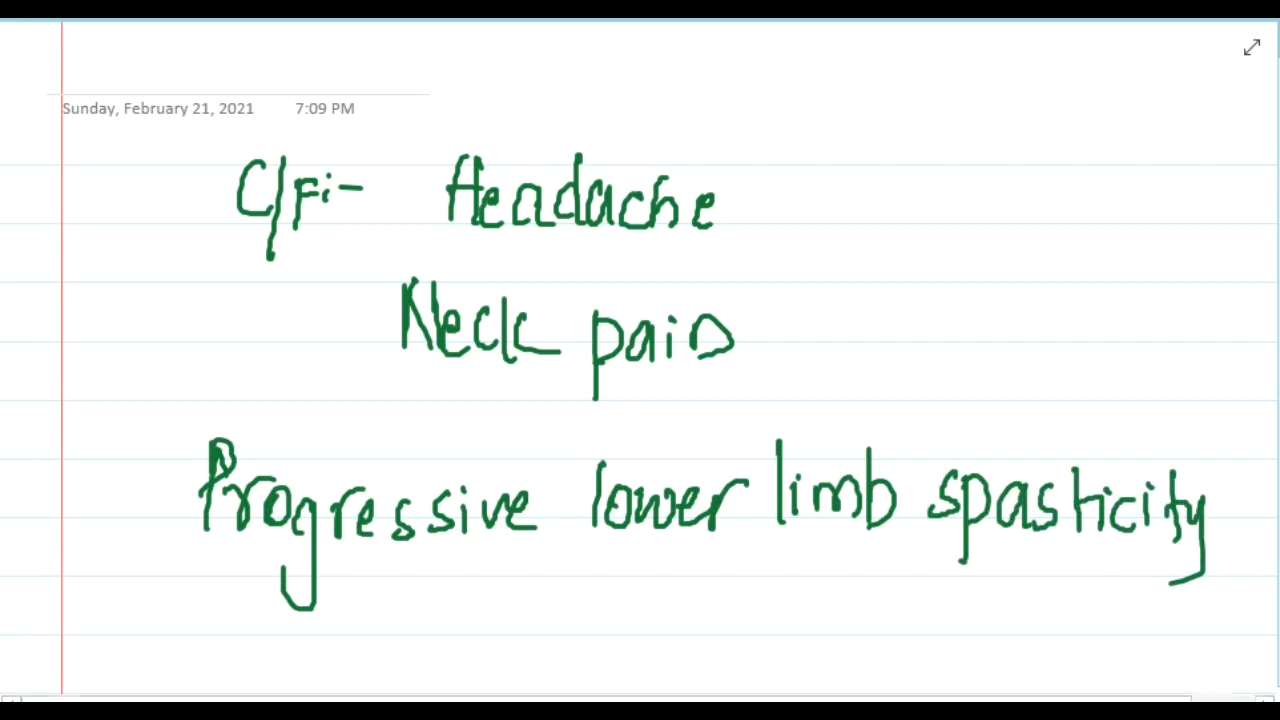 Sunday, February 21, 2021 7:09 PM
C/F:- Headache
Neck pain
Progressive lower limb spasticity